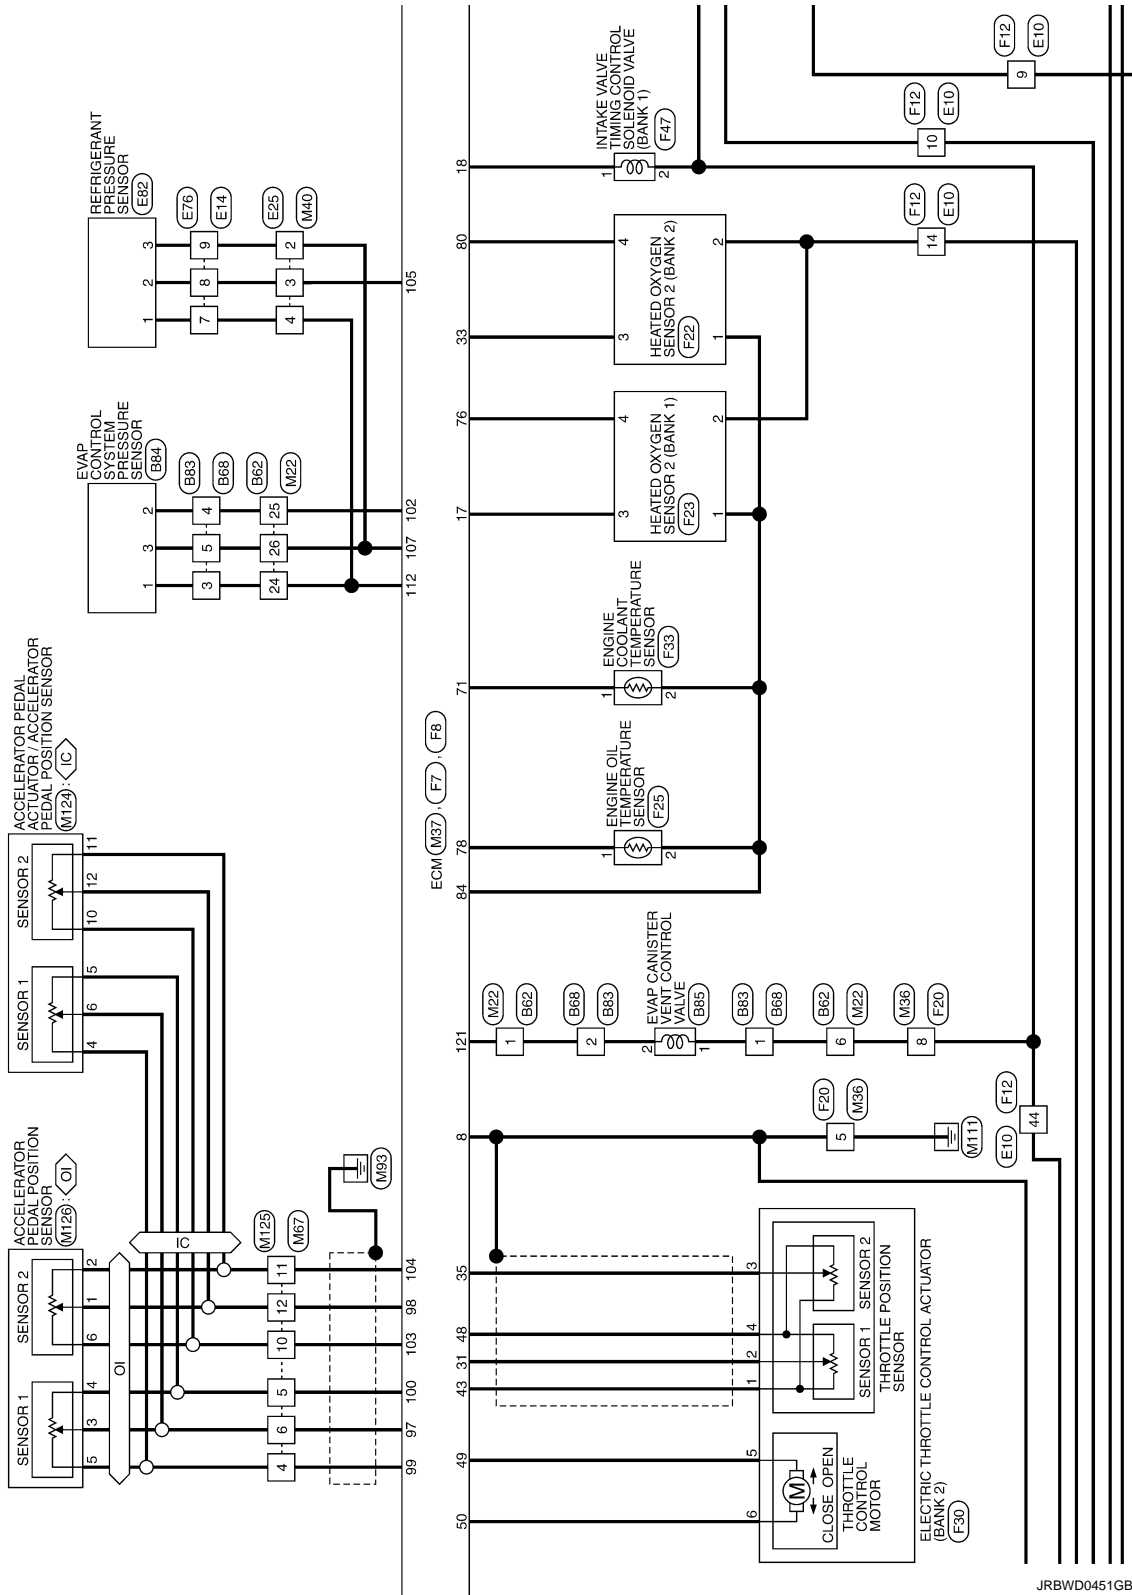 ACCELERATOR
PEDAL POSITION
SENSOR
M126 : OI
SENSOR 1
SENSOR 2
5
3
4
6
1
2
OI
IC
4
6
5
10
12
11
M125
M67
M93
99
97
100
103
98
104
ACCELERATOR PEDAL
ACTUATOR / ACCELERATOR
PEDAL POSITION SENSOR
M124 : IC
SENSOR 1
SENSOR 2
4
6
5
10
12
11
EVAP
CONTROL
SYSTEM
PRESSURE
SENSOR
B84
1
3
2
3
5
4
B83
B68
24
26
25
B62
M22
112
107
102
REFRIGERANT
PRESSURE
SENSOR
E82
1
2
3
7
8
9
E76
E14
4
3
2
E25
M40
105
ECM M37 , F7 , F8
50
49
43
31
48
35
8
121
84
78
71
17
76
33
80
18
6
5
1
2
4
3
M
CLOSE OPEN
THROTTLE
CONTROL
MOTOR
SENSOR 1
SENSOR 2
THROTTLE POSITION
SENSOR
ELECTRIC THROTTLE CONTROL ACTUATOR
(BANK 2)
F30
5
F20
M36
M111
1
M22
B62
2
B68
B83
2
1
EVAP CANISTER
VENT CONTROL
VALVE
B85
1
B83
B68
6
B62
M22
8
M36
F20
44
E10
F12
1
2
ENGINE OIL
TEMPERATURE
SENSOR
F25
1
2
ENGINE
COOLANT
TEMPERATURE
SENSOR
F33
3
4
HEATED OXYGEN
SENSOR 2 (BANK 1)
F23
1
2
3
4
HEATED OXYGEN
SENSOR 2 (BANK 2)
F22
1
2
1
2
INTAKE VALVE
TIMING CONTROL
SOLENOID VALVE
(BANK 1)
F47
14
F12
E10
10
F12
E10
9
F12
E10
JRBWD0451GB